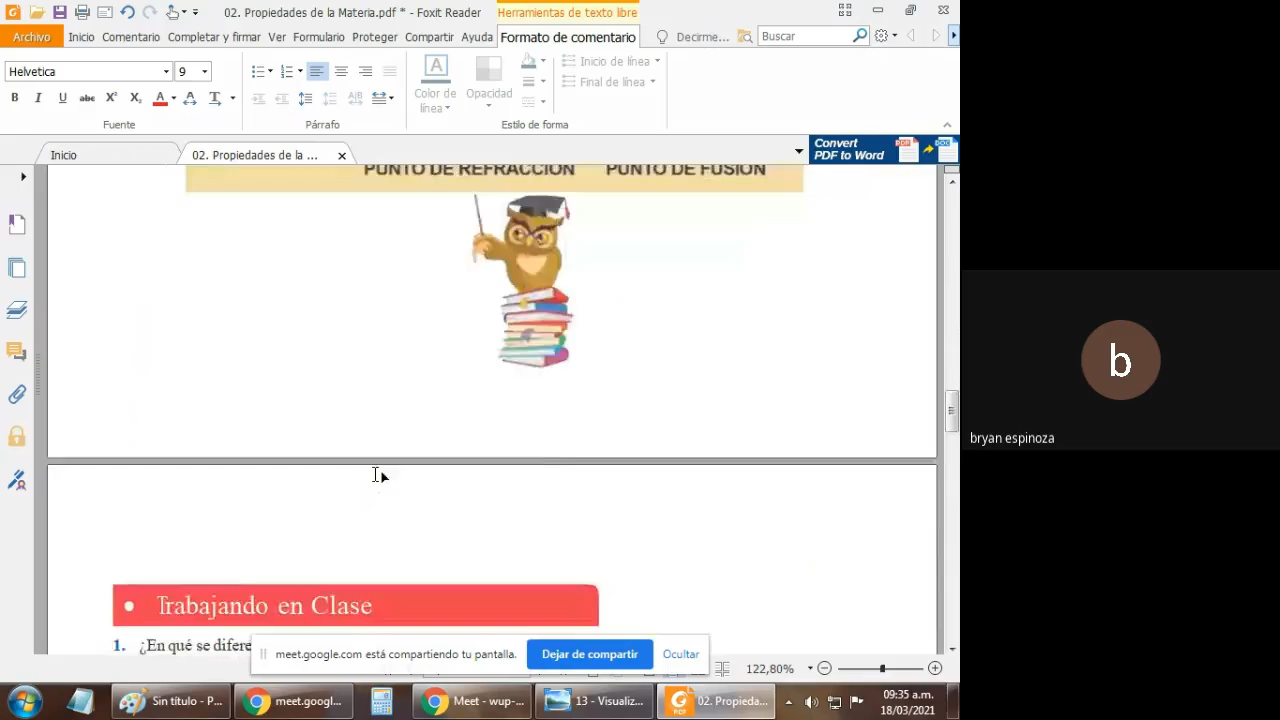 02. Propiedades de la Materia.pdf * - Foxit Reader
Herramientas de texto libre
Archivo Inicio Comentario Completar y firmar Ver Formulario Proteger Compartir Ayuda Formato de comentario Decirme... Buscar
Helvetica 9
Color de línea
Opacidad
Inicio de línea
Final de línea
Fuente Párrafo Estilo de forma
Inicio 02. Propiedades de la ... Convert PDF to Word
PUNTO DE REFRACCION PUNTO DE FUSION
b
bryan espinoza
Trabajando en Clase
1. ¿En qué se difere
meet.google.com está compartiendo tu pantalla. Dejar de compartir Ocultar
122,80%
Sin título - P... meet.googl... Meet - wup-... 13 - Visualiz... 02. Propieda...
09:35 a.m.
18/03/2021